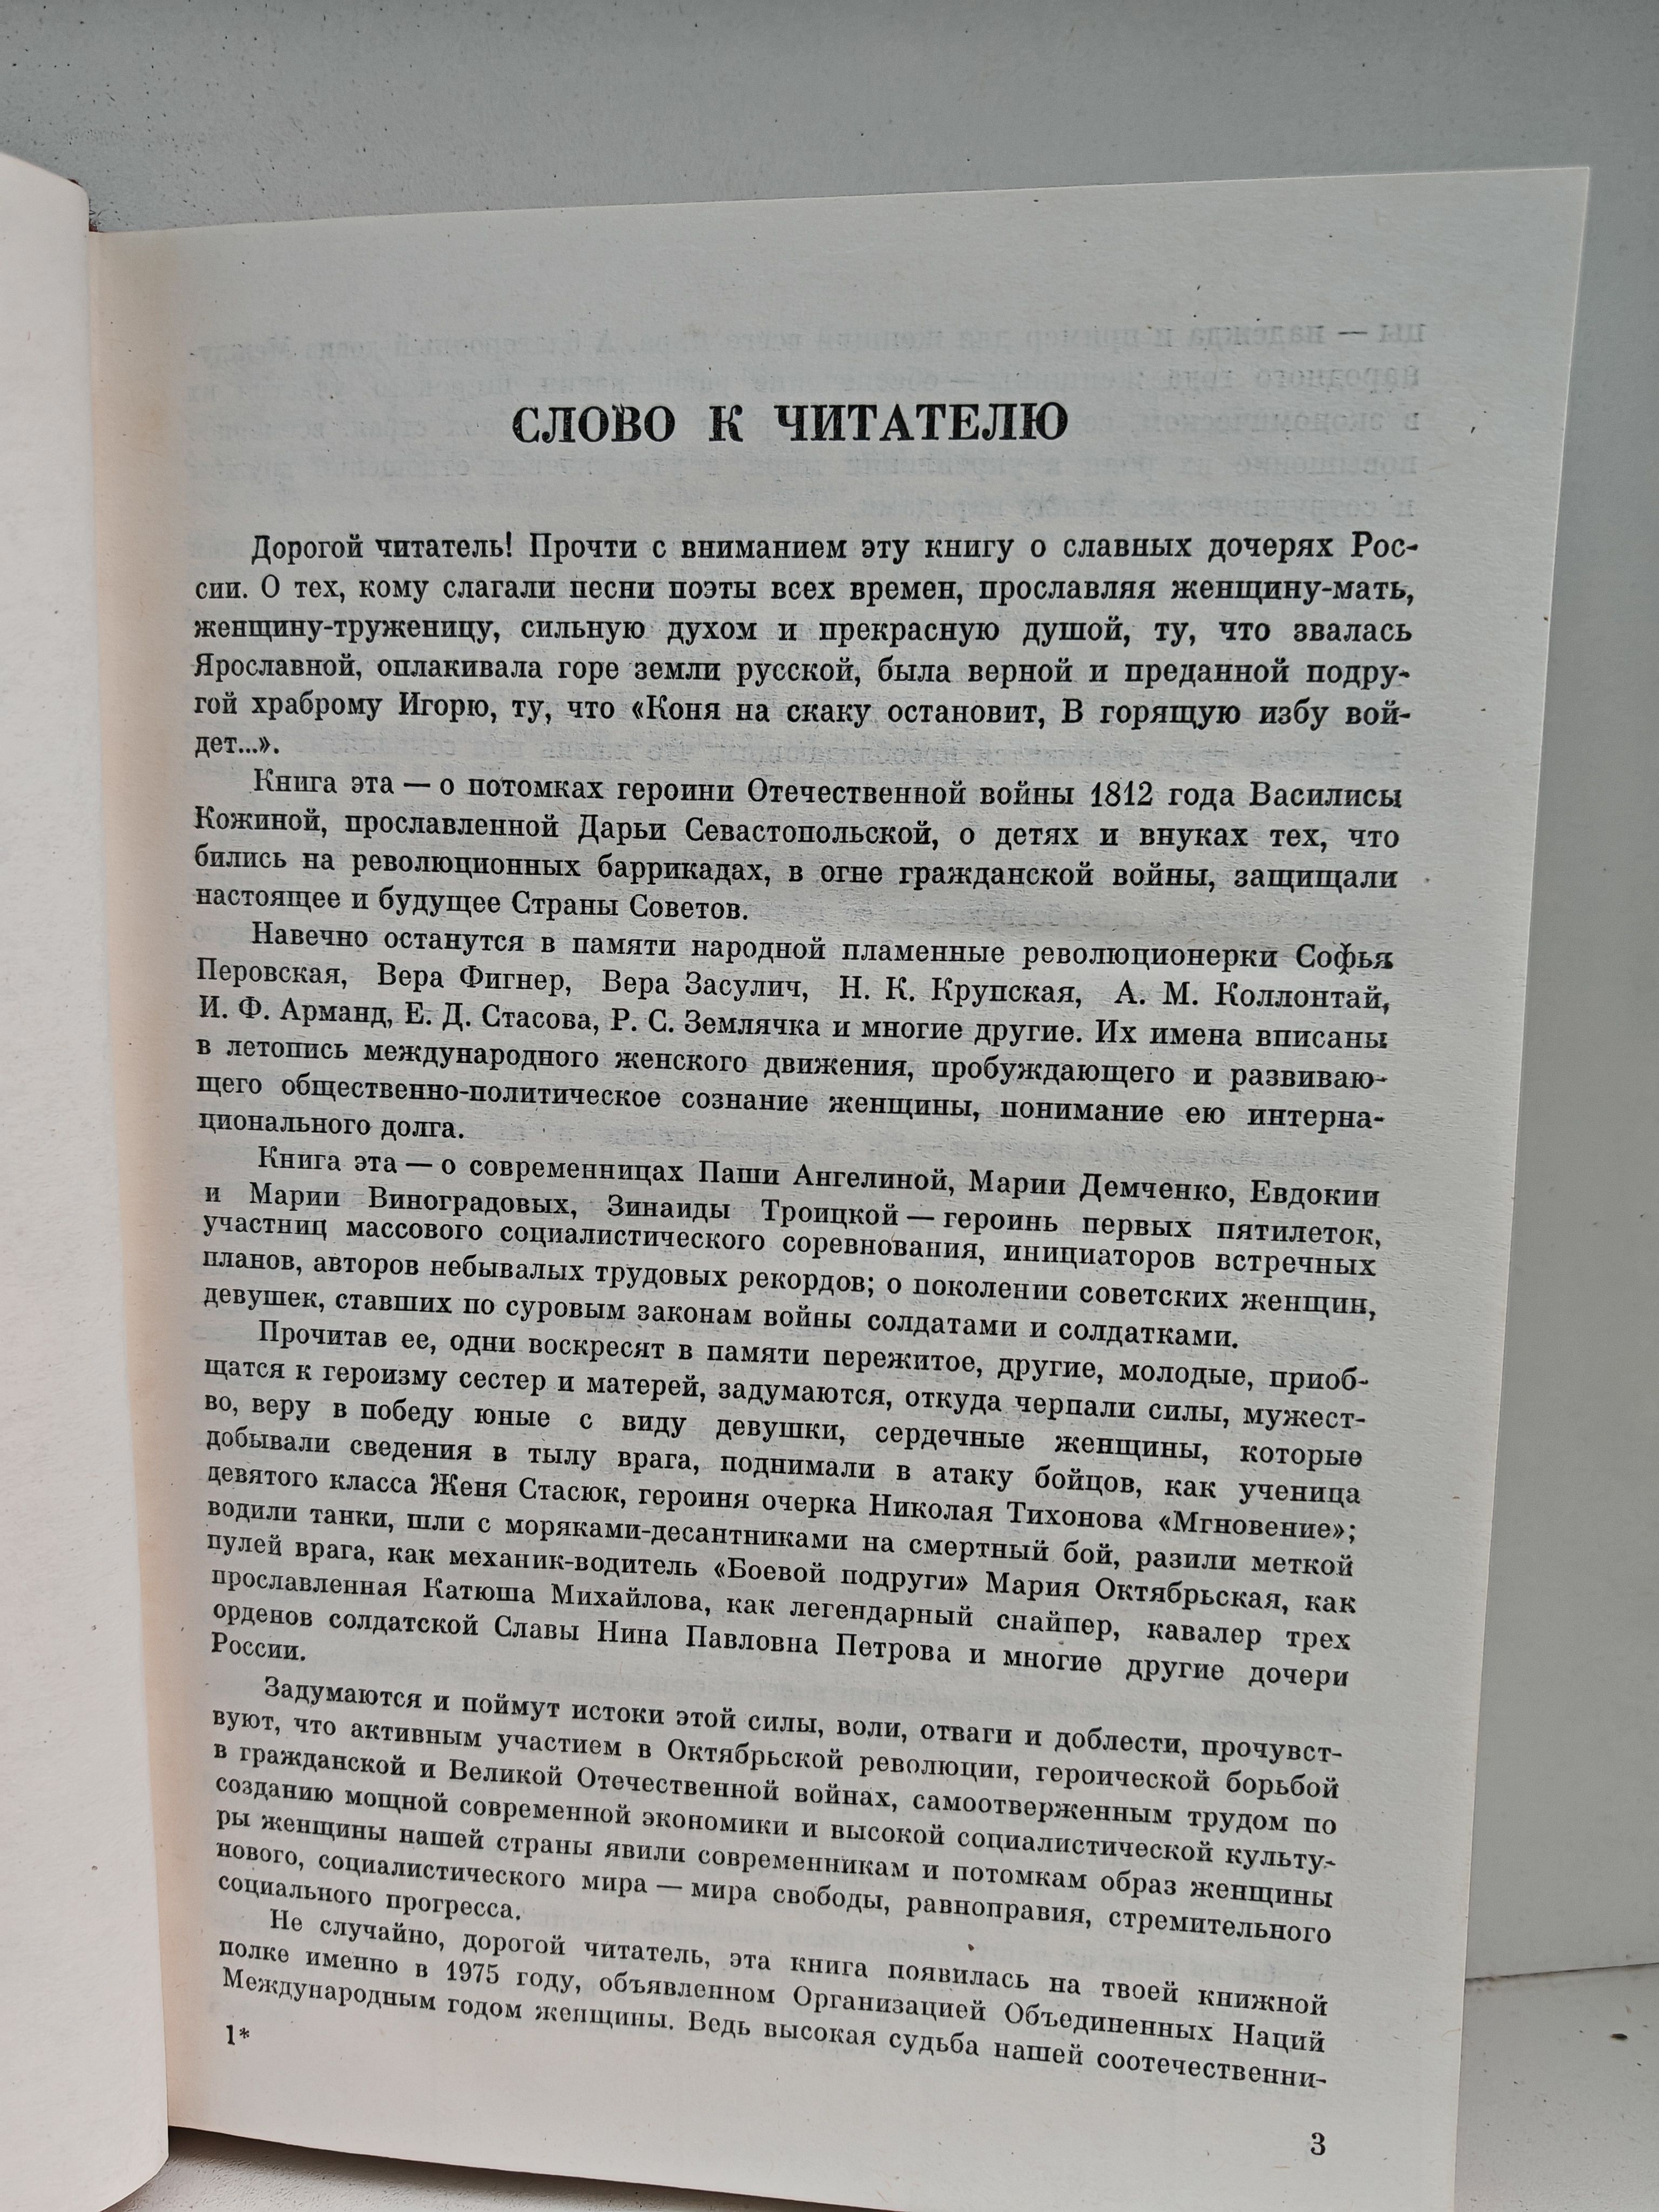 СЛОВО К ЧИТАТЕЛЮ
Дорогой читатель! Прочти с вниманием эту книгу о славных дочерях Рос-
сии. О тех, кому слагали песни поэты всех времен, прославляя женщину-мать,
женщину-труженицу, сильную духом и прекрасную душой, ту, что звалась
Ярославной, оплакивала горе земли русской, была верной и преданной подру-
гой храброму Игорю, ту, что «Коня на скаку остановит, В горящую избу вой-
дет...».
Книга эта — о потомках героини Отечественной войны 1812 года Василисы
Кожиной, прославленной Дарьи Севастопольской, о детях и внуках тех, что
бились на революционных баррикадах, в огне гражданской войны, защищали
настоящее и будущее Страны Советов.
Навечно останутся в памяти народной пламенные революционерки Софья
Перовская, Вера Фигнер, Вера Засулич, Н. К. Крупская, А. М. Коллонтай,
И. Ф. Арманд, Е. Д. Стасова, Р. С. Землячка и многие другие. Их имена вписаны
в летопись международного женского движения, пробуждающего и развиваю-
щего общественно-политическое сознание женщины, понимание ею интерна-
ционального долга.
Книга эта — о современницах Паши Ангелиной, Марии Демченко, Евдокии
и Марии Виноградовых, Зинаиды Троицкой — героинь первых пятилеток,
участниц массового социалистического соревнования, инициаторов встречных
планов, авторов небывалых трудовых рекордов; о поколении советских женщин,
девушек, ставших по суровым законам войны солдатами и солдатками.
Прочитав ее, одни воскресят в памяти пережитое, другие, молодые, приоб-
щатся к героизму сестер и матерей, задумаются, откуда черпали силы, мужест-
во, веру в победу юные с виду девушки, сердечные женщины, которые
добывали сведения в тылу врага, поднимали в атаку бойцов, как ученица
девятого класса Женя Стасюк, героиня очерка Николая Тихонова «Мгновение»;
водили танки, шли с моряками-десантниками на смертный бой, разили меткой
пулей врага, как механик-водитель «Боевой подруги» Мария Октябрьская, как
прославленная Катюша Михайлова, как легендарный снайпер, кавалер трех
орденов солдатской Славы Нина Павловна Петрова и многие другие дочери
России.
Задумаются и поймут истоки этой силы, воли, отваги и доблести, прочувст-
вуют, что активным участием в Октябрьской революции, героической борьбой
в гражданской и Великой Отечественной войнах, самоотверженным трудом по
созданию мощной современной экономики и высокой социалистической культу-
ры женщины нашей страны явили современникам и потомкам образ женщины
нового, социалистического мира — мира свободы, равноправия, стремительного
социального прогресса.
Не случайно, дорогой читатель, эта книга появилась на твоей книжной
полке именно в 1975 году, объявленном Организацией Объединенных Наций
Международным годом женщины. Ведь высокая судьба нашей соотечественни-
1*
3